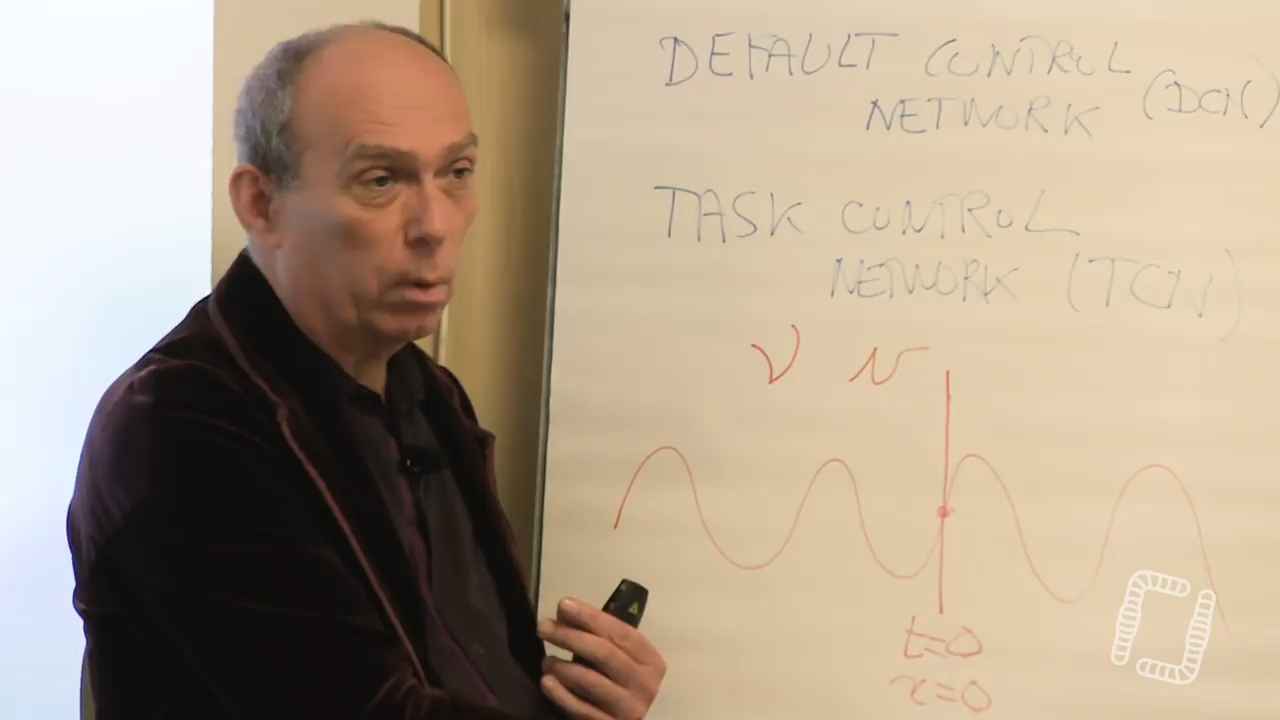 DEFAULT CONTROL
NETWORK (DCN)
TASK CONTROL
NETWORK (TCN)
ν v
t=0
x=0